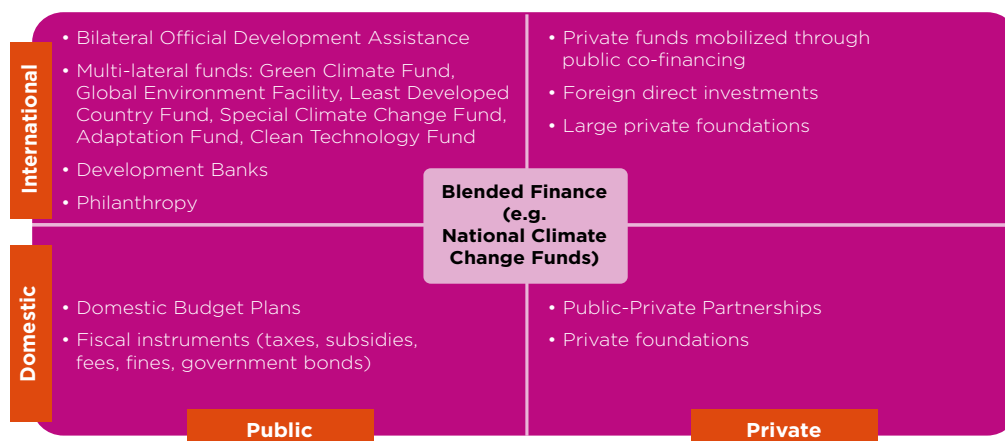 International
• Bilateral Official Development Assistance
• Multi-lateral funds: Green Climate Fund,
Global Environment Facility, Least Developed
Country Fund, Special Climate Change Fund,
Adaptation Fund, Clean Technology Fund
• Development Banks
• Philanthropy
• Private funds mobilized through
public co-financing
• Foreign direct investments
• Large private foundations
Blended Finance
(e.g.
National Climate
Change Funds)
Domestic
• Domestic Budget Plans
• Fiscal instruments (taxes, subsidies,
fees, fines, government bonds)
• Public-Private Partnerships
• Private foundations
Public
Private